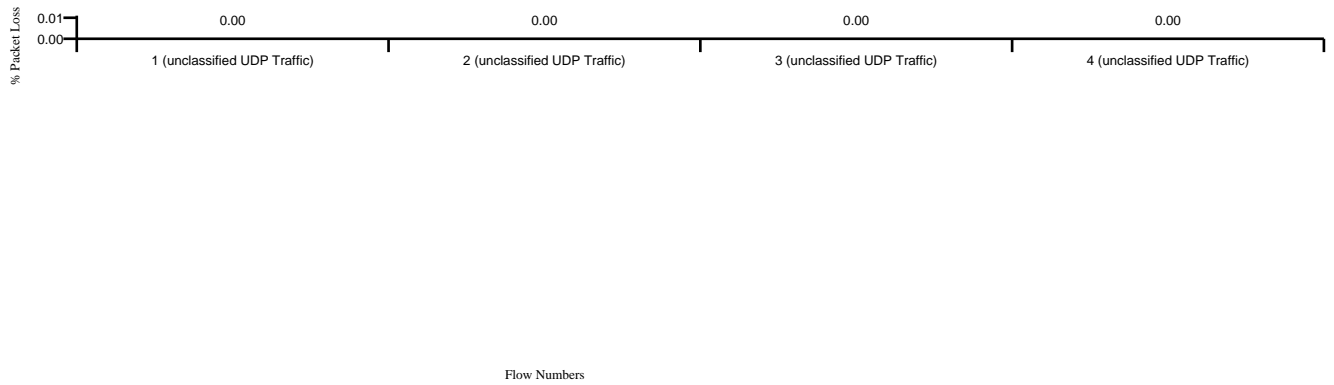 % Packet Loss
0.01
0.00
0.00
0.00
0.00
0.00
1 (unclassified UDP Traffic)
2 (unclassified UDP Traffic)
3 (unclassified UDP Traffic)
4 (unclassified UDP Traffic)
Flow Numbers